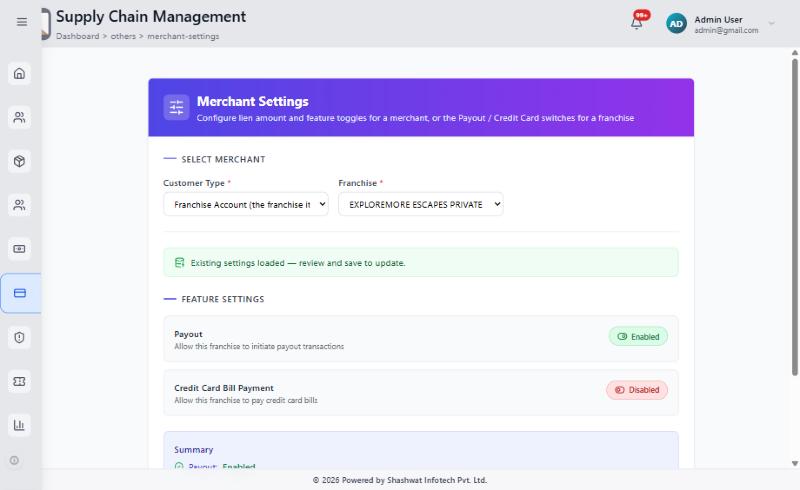 Supply Chain Management
Dashboard > others > merchant-settings
99+
AD
Admin User
admin@gmail.com
Merchant Settings
Configure lien amount and feature toggles for a merchant, or the Payout / Credit Card switches for a franchise
SELECT MERCHANT
Customer Type *
Franchise *
Franchise Account (the franchise it
EXPLOREMORE ESCAPES PRIVATE
Existing settings loaded — review and save to update.
FEATURE SETTINGS
Payout
Allow this franchise to initiate payout transactions
Enabled
Credit Card Bill Payment
Allow this franchise to pay credit card bills
Disabled
Summary
Payout: Enabled
© 2026 Powered by Shashwat Infotech Pvt. Ltd.